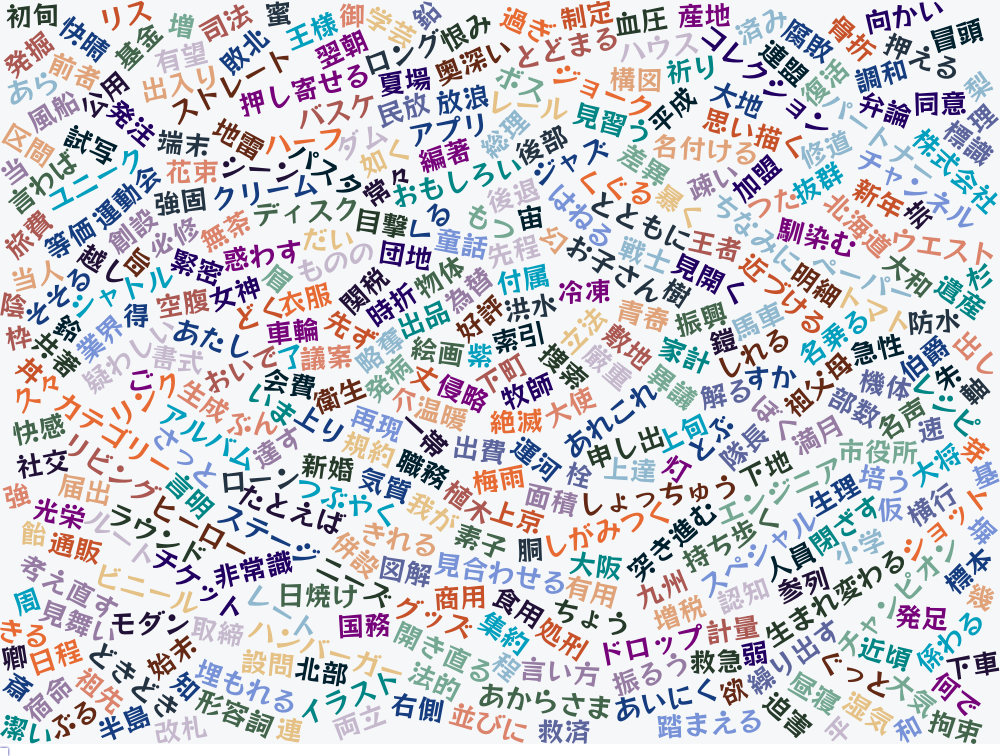 初旬
リス
増
司法
蜜
王様
御
学芸
鉛
過ぎ
制定
血圧
産地
済み
腐敗
骨折
向かい
冒頭
発掘
快晴
基金
有望
敗北
翌朝
ロング
恨み
とどまる
ハウス
コレクション
連盟
復活
押える
あら
前者
公用
出入り
ストレート
押し寄せる
夏場
奥深い
ボス
ジョーク
構図
祈り
調和
梨
風船
発注
バスケ
民放
放浪
レール
見習う
平成
大地
弁論
同意
理
区間
試写
端末
地雷
ハーフ
ダム
アプリ
総理
後部
思い描く
パートナー
修道
標識
株式会社
当
言わば
ユニーク
花束
シーン
パスタ
如く
編著
ジャズ
差異
名付ける
加盟
抜群
チャンネル
等価
運動会
強固
クリーム
常々
おもしろい
後退
くぐる
暴く
疎い
つた
新年
芸
旅費
創設
必修
無茶
ディスク
目撃
もつ
宙
はねる
とともに
ちなみに
馴染む
北海道
ウエスト
当人
越し
旨
緊密
惑わす
だい
ものの
団地
童話
先程
幻
お子さん
戦士
王者
見開く
近づける
ペーパー
大和
杉
遺産
陰
そそる
シャトル
空腹
女神
どく
衣服
関税
時折
物体
為替
付属
冷凍
樹
明細
トマト
枠
共著
鈴
業界
得
あたし
車輪
先ず
略奪
出品
好評
洪水
索引
立法
青春
振興
鎧
馬車
名乗る
防水
丼
疑わしい
書式
おいで
了
議案
絵画
紫
下町
捜索
厳重
敷地
家計
しれる
急性
伯爵
出し
久々
カテゴリー
ご
生成
ぶん
会費
衛生
発病
丈
侵略
牧師
早議
解る
すか
祖父母
機体
朱
軸
快感
リン
アルバム
いま
上り
介
温暖
絶滅
大使
あれこれ
部数
名声
レシピ
社交
リビング
さっと
達す
再現
一帯
出費
運河
申し出
上旬
とぶ
隊長
満月
市役所
速
大将
弟
強
届出
言明
ローン
新婚
規約
職務
気質
梅雨
面積
栓
上達
灯
下地
エンジニア
生理
培う
基
光栄
ルート
ラウンド
ヒーロー
たとえば
つぶやく
我が
植木
上京
しょっちゅう
しがみつく
突き進む
スペシャル
閉ざす
仮
横行
ショット
飴
通販
ステージ
併設
きれる
素子
胴
大阪
持ち歩く
人員
小学
考え直す
ビニール
チケット
非常識
ニーズ
図解
見合わせる
有用
九州
認知
参列
生まれ変わる
チャンピオン
標本
周
見舞い
モダン
レート
日焼け
グッズ
商用
食用
ちょう
増税
発足
幾
きる
取締
ハンバーガー
国務
開き直る
集約
処刑
ドロップ
計量
近頃
係わる
卿
日程
どきどき
始末
設問
北部
法的
程
言い方
振るう
救急
弱
繰り出す
ぐっと
下車
斎
宿命
祖先
知
埋もれる
イラスト
右側
あからさま
あいにく
欲
昼寝
大気
何で
潔い
ぶる
半島
改札
形容詞
連
両立
並びに
救済
踏まえる
迫害
湿気
和
拘束